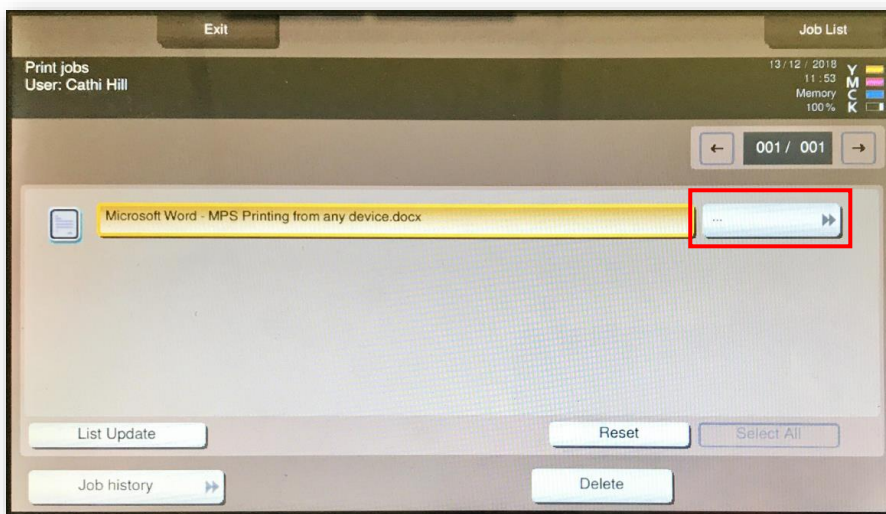 Exit
Job List
Print jobs
User: Cathi Hill
13/12 / 2018
11 :53
Memory
100 %
Y
M
C
K
← 001 / 001 →
Microsoft Word - MPS Printing from any device.docx
...
List Update
Reset
Select All
Job history
Delete